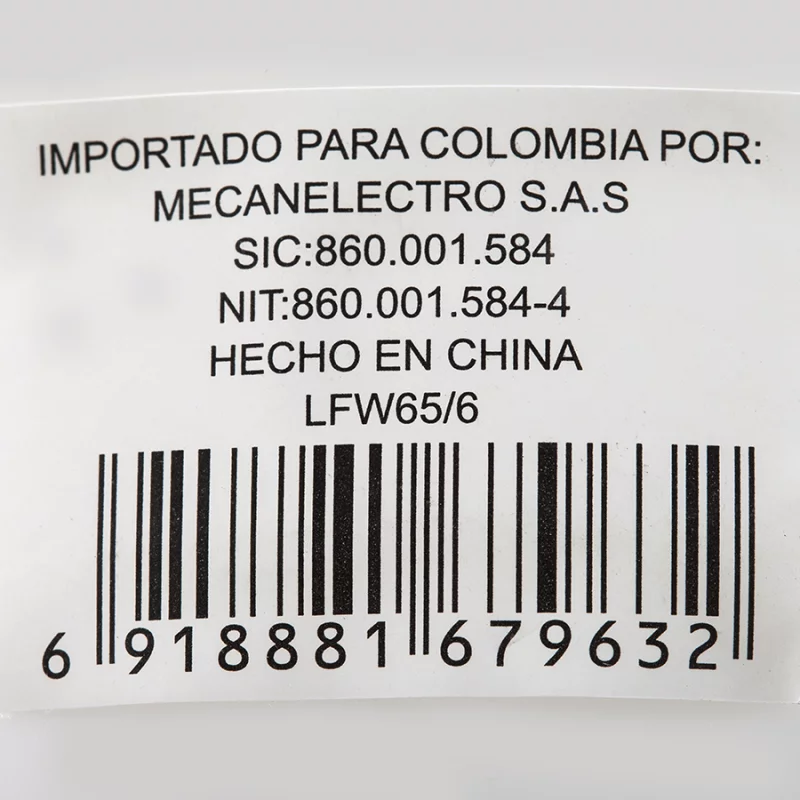 IMPORTADO PARA COLOMBIA POR:
MECANELECTRO S.A.S
SIC:860.001.584
NIT:860.001.584-4
HECHO EN CHINA
LFW65/6
6 918881 679632